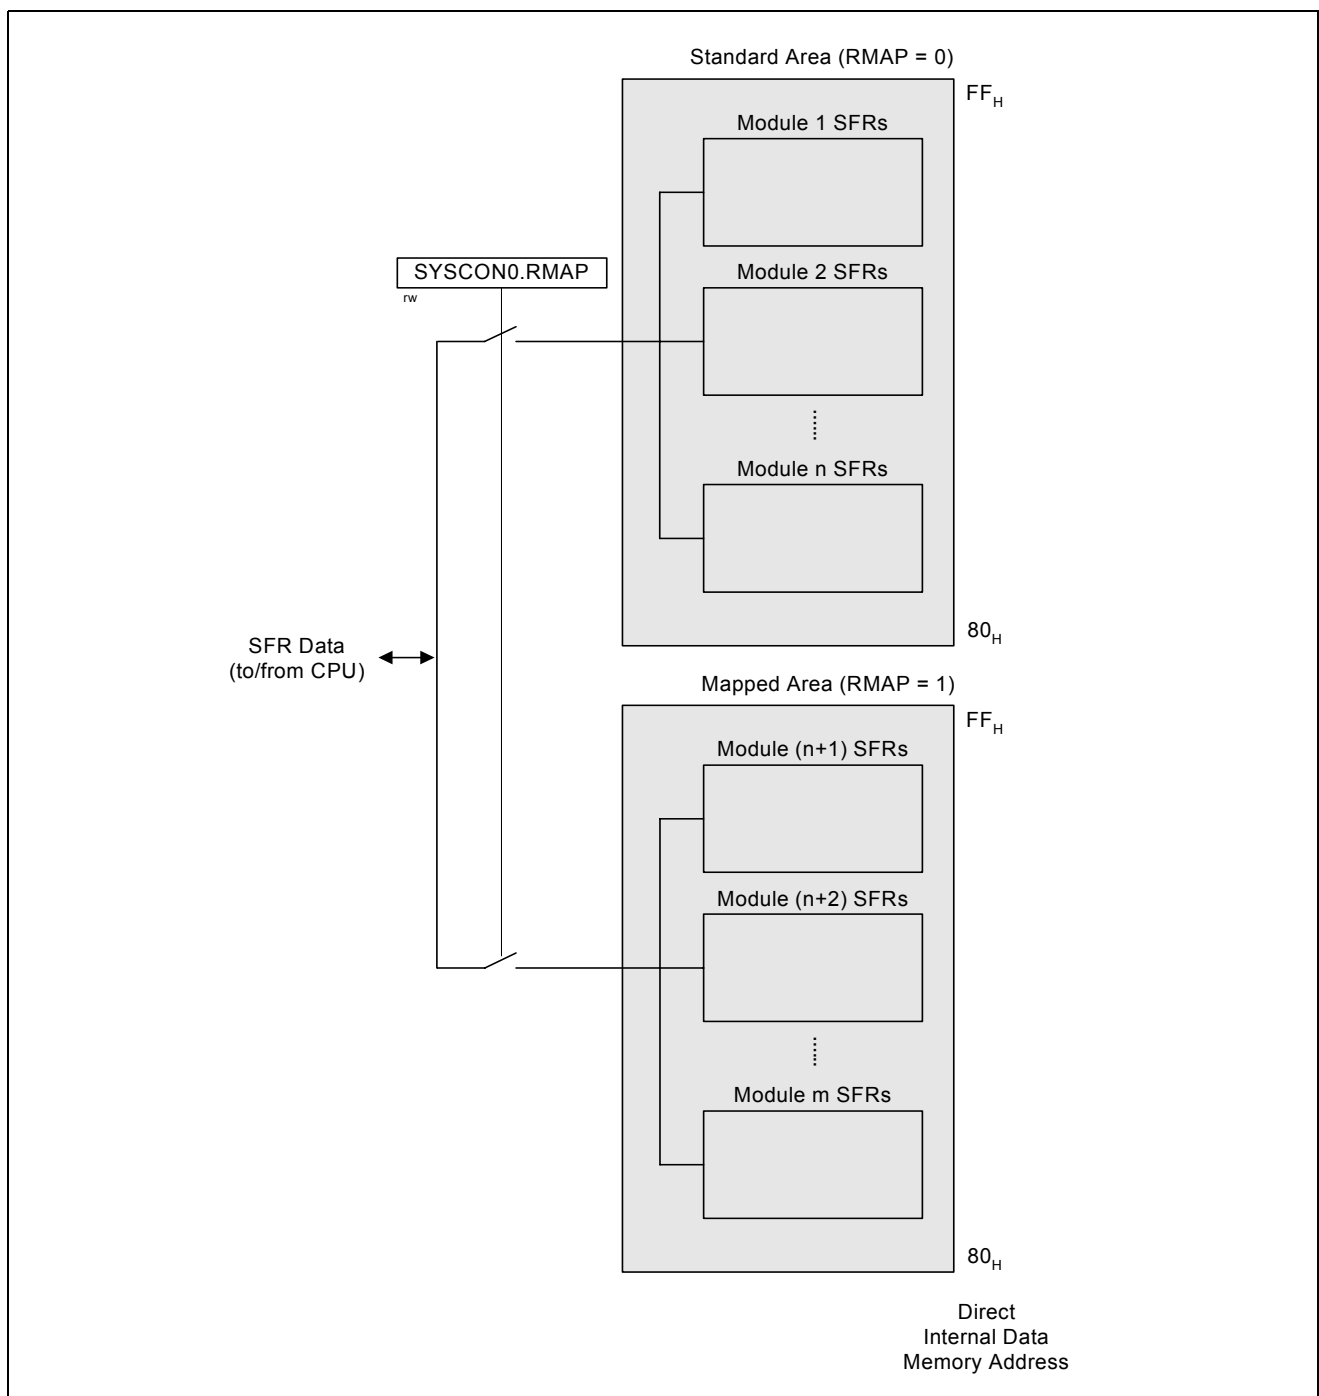 Standard Area (RMAP = 0)
FFH
Module 1 SFRs
SYSCON0.RMAP
rw
Module 2 SFRs
Module n SFRs
80H
SFR Data
(to/from CPU)
Mapped Area (RMAP = 1)
FFH
Module (n+1) SFRs
Module (n+2) SFRs
Module m SFRs
80H
Direct
Internal Data
Memory Address